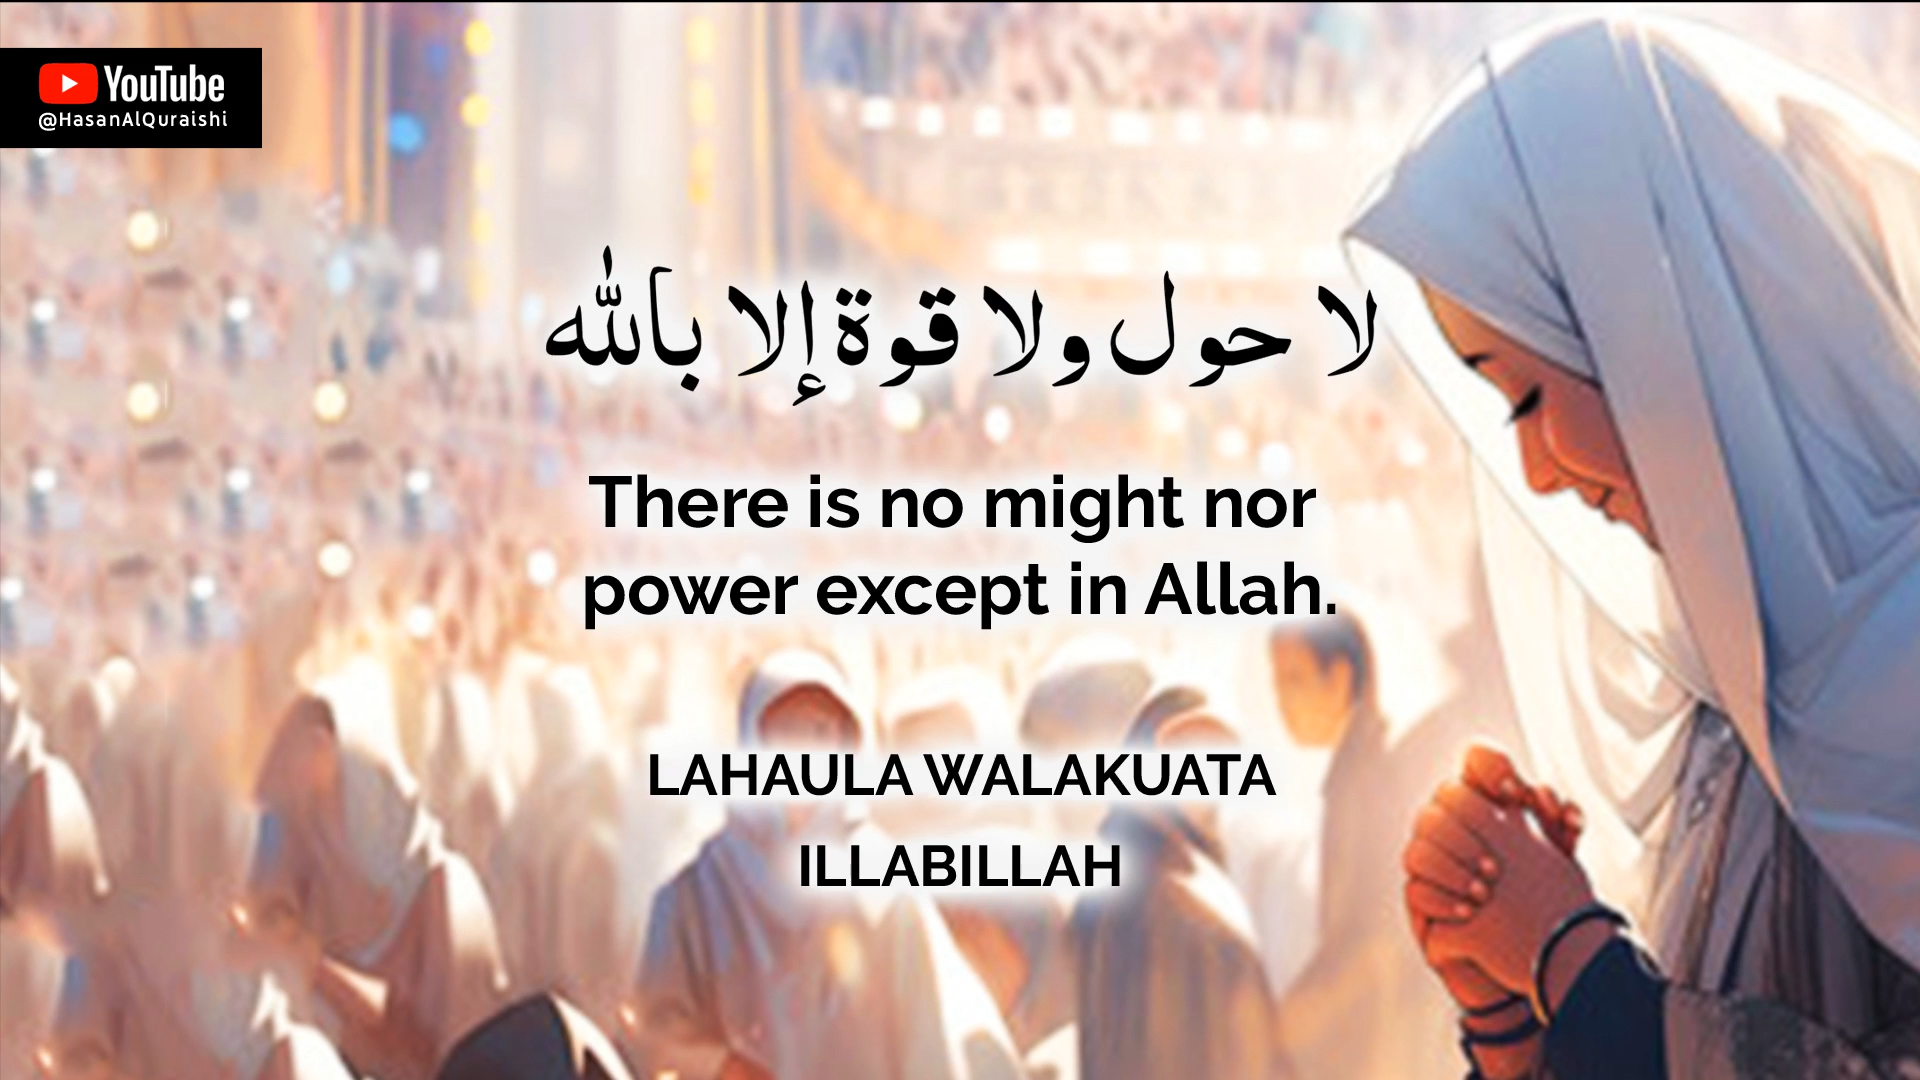 YouTube
@HasanAlQuraishi
لا حول ولا قوة إلا بالله
There is no might nor
power except in Allah.
LAHAULA WALAKUATA
ILLABILLAH